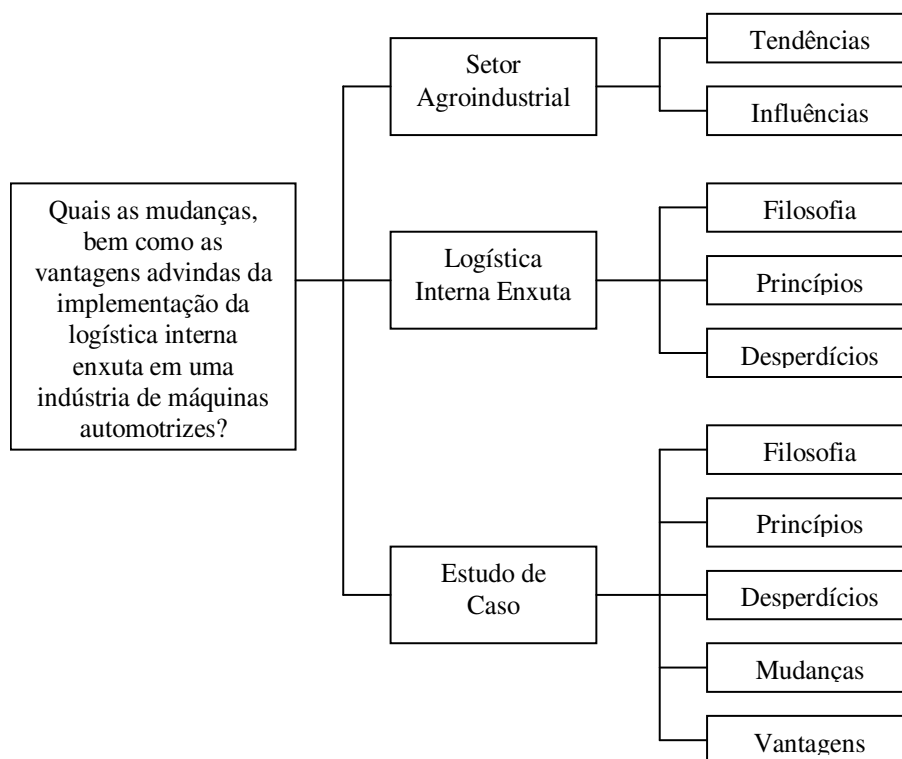 Quais as mudanças,
bem como as
vantagens advindas da
implementação da
logística interna
enxuta em uma
indústria de máquinas
automotrizes?
Setor
Agroindustrial
Tendências
Influências
Logística
Interna Enxuta
Filosofia
Princípios
Desperdícios
Estudo de
Caso
Filosofia
Princípios
Desperdícios
Mudanças
Vantagens